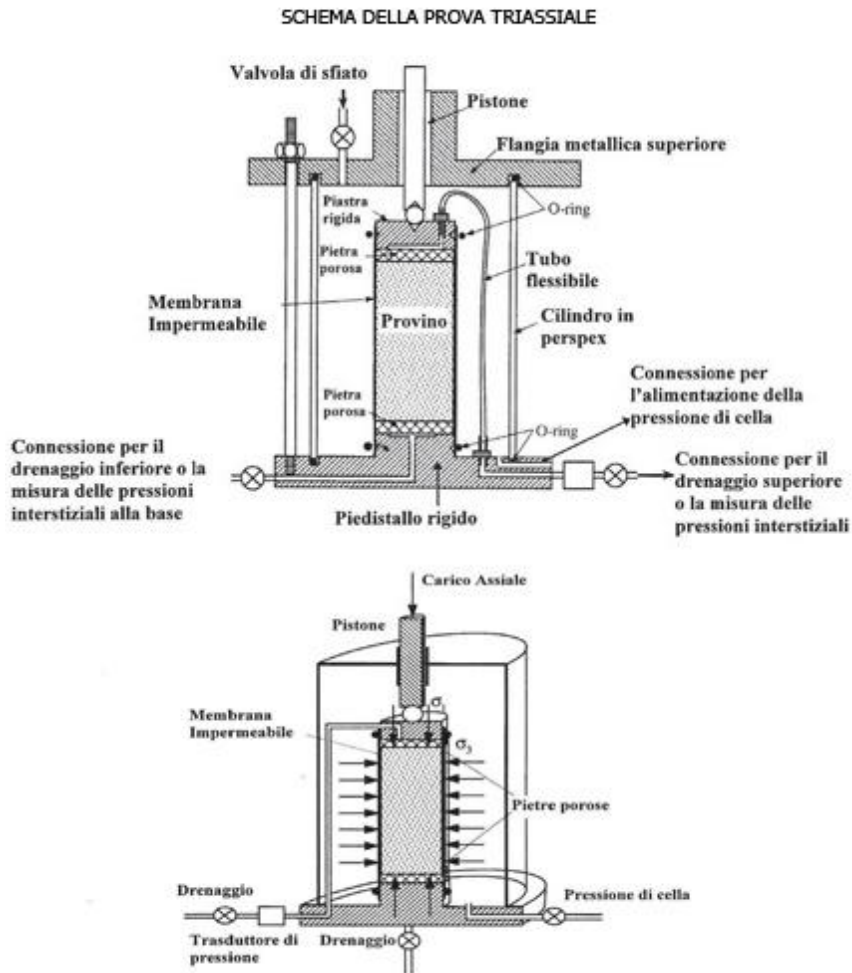 SCHEMA DELLA PROVA TRIASSIALE
Valvola di sfiato
Pistone
Flangia metallica superiore
Piastra
rigida
O-ring
Pietra
porosa
Tubo
flessibile
Membrana
Impermeabile
Provino
Cilindro in
perspex
Connessione per
l'alimentazione della
pressione di cella
Pietra
porosa
O-ring
Connessione per il
drenaggio inferiore o la
misura delle pressioni
interstiziali alla base
Connessione per il
drenaggio superiore
o la misura delle
pressioni interstiziali
Piedistallo rigido
Carico Assiale
Pistone
σ1
Membrana
Impermeabile
σ3
Pietre porose
Drenaggio
Pressione di cella
Trasduttore di
pressione
Drenaggio